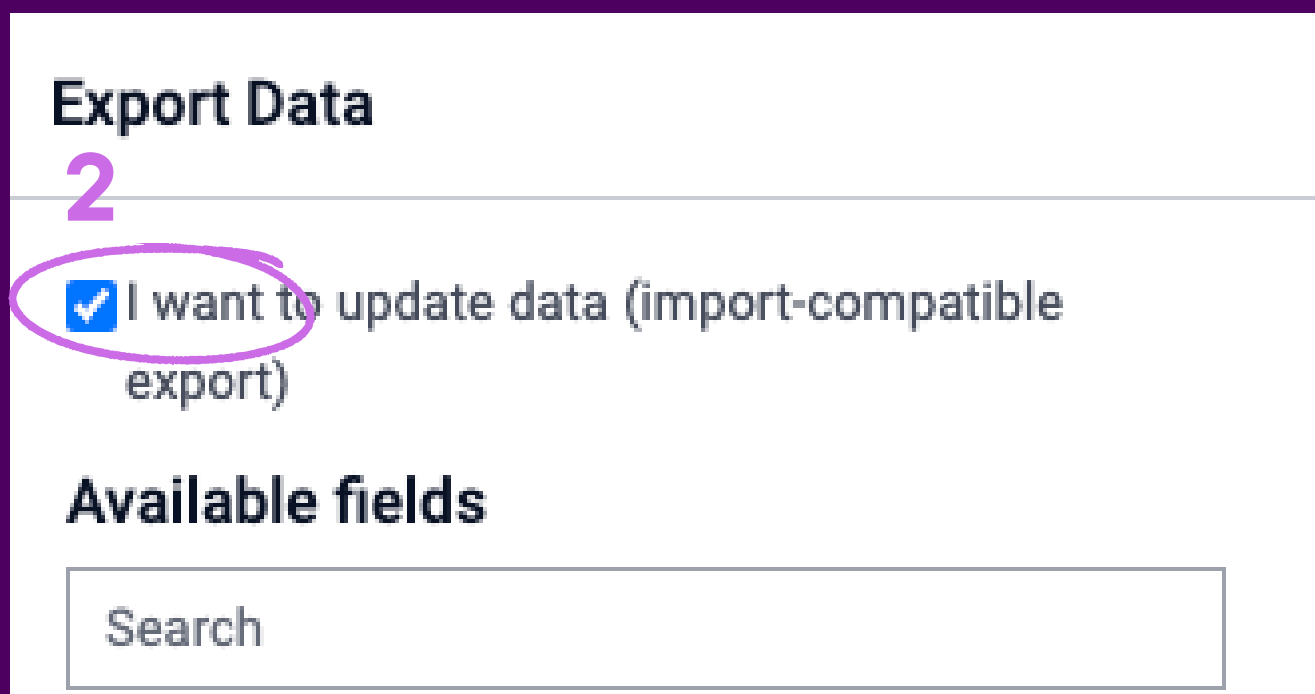 Export Data
2
I want to update data (import-compatible
export)
Available fields
Search